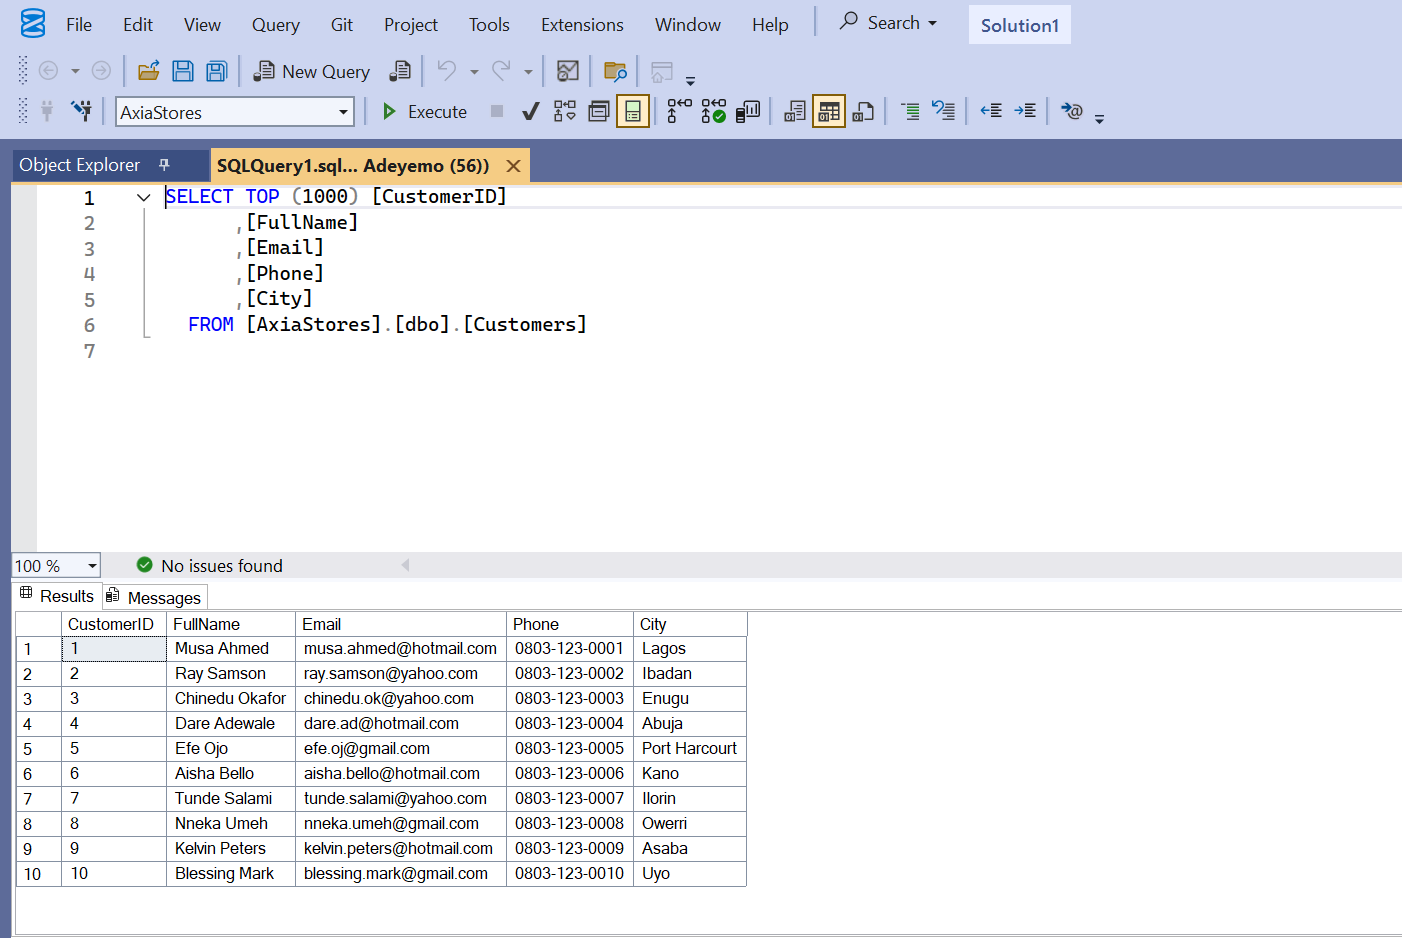 File Edit View Query Git Project Tools Extensions Window Help Search Solution1
New Query
AxiaStores Execute
Object Explorer SQLQuery1.sql... Adeyemo (56))
1 SELECT TOP (1000) [CustomerID]
2 ,[FullName]
3 ,[Email]
4 ,[Phone]
5 ,[City]
6 FROM [AxiaStores].[dbo].[Customers]
7
100 % No issues found
Results Messages
CustomerID FullName Email Phone City
1 1 Musa Ahmed musa.ahmed@hotmail.com 0803-123-0001 Lagos
2 2 Ray Samson ray.samson@yahoo.com 0803-123-0002 Ibadan
3 3 Chinedu Okafor chinedu.ok@yahoo.com 0803-123-0003 Enugu
4 4 Dare Adewale dare.ad@hotmail.com 0803-123-0004 Abuja
5 5 Efe Ojo efe.oj@gmail.com 0803-123-0005 Port Harcourt
6 6 Aisha Bello aisha.bello@hotmail.com 0803-123-0006 Kano
7 7 Tunde Salami tunde.salami@yahoo.com 0803-123-0007 Ilorin
8 8 Nneka Umeh nneka.umeh@gmail.com 0803-123-0008 Owerri
9 9 Kelvin Peters kelvin.peters@hotmail.com 0803-123-0009 Asaba
10 10 Blessing Mark blessing.mark@gmail.com 0803-123-0010 Uyo